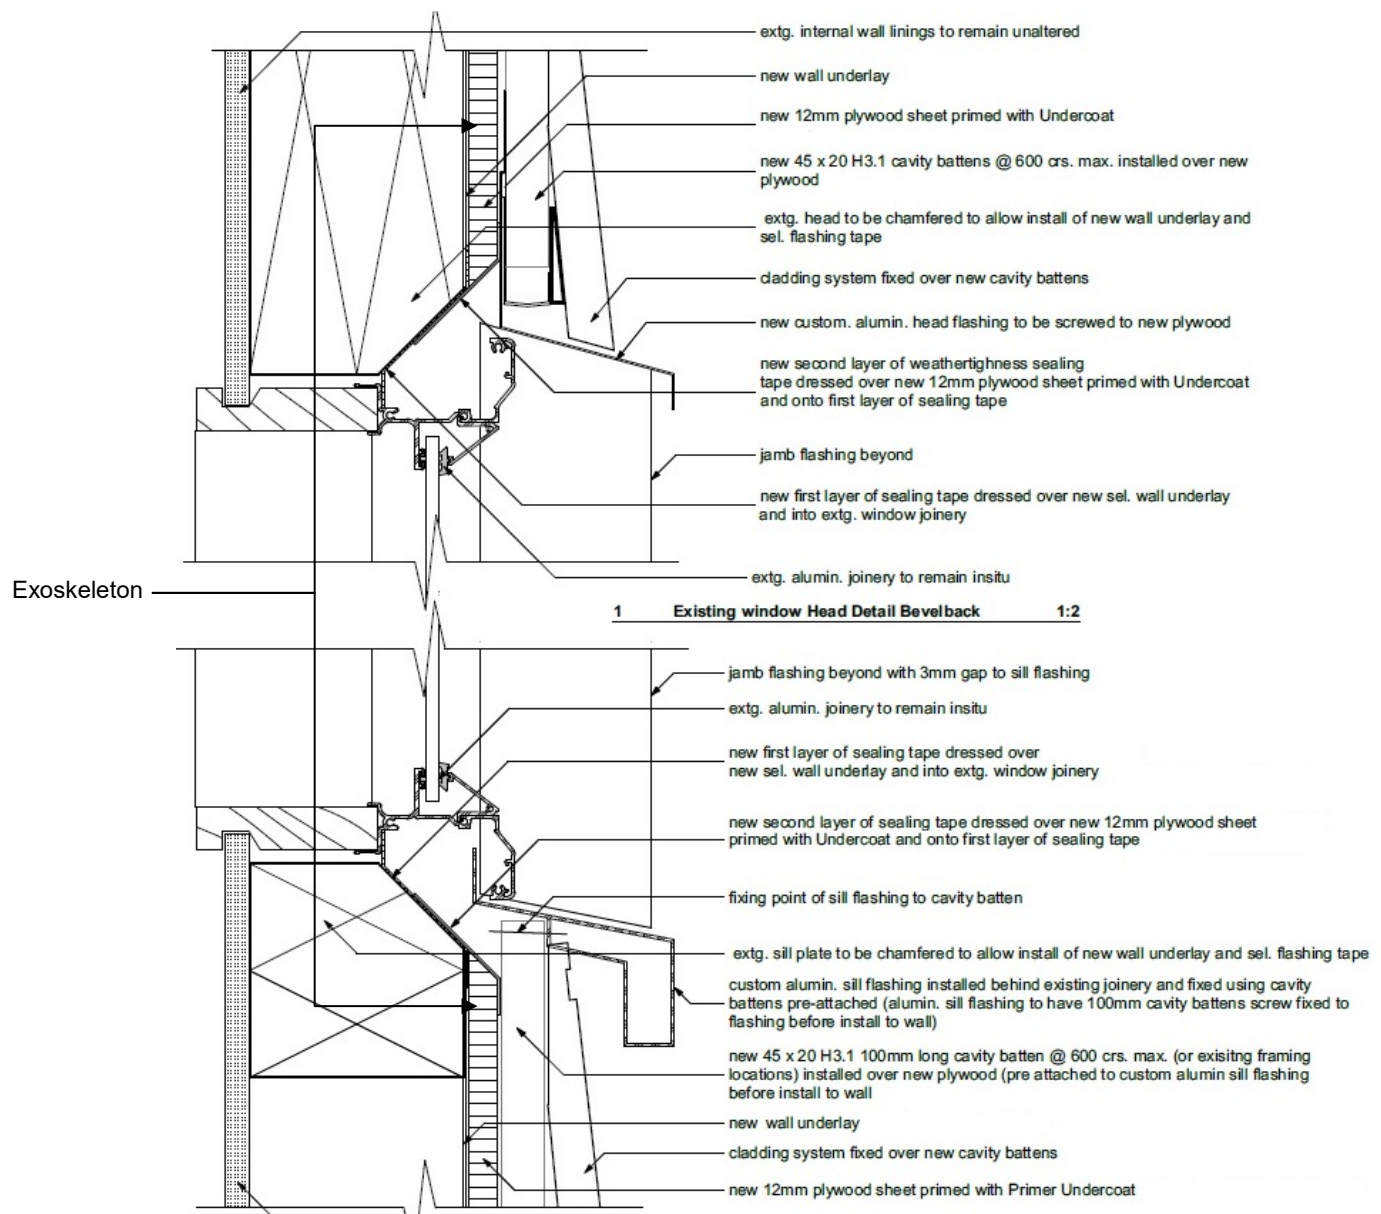 extg. internal wall linings to remain unaltered
new wall underlay
new 12mm plywood sheet primed with Undercoat
new 45 x 20 H3.1 cavity battens @ 600 crs. max. installed over new
plywood
extg. head to be chamfered to allow install of new wall underlay and
sel. flashing tape
cladding system fixed over new cavity battens
new custom. alumin. head flashing to be screwed to new plywood
new second layer of weathertighness sealing
tape dressed over new 12mm plywood sheet primed with Undercoat
and onto first layer of sealing tape
jamb flashing beyond
new first layer of sealing tape dressed over new sel. wall underlay
and into extg. window joinery
extg. alumin. joinery to remain insitu
Exoskeleton
1 Existing window Head Detail Bevelback 1:2
jamb flashing beyond with 3mm gap to sill flashing
extg. alumin. joinery to remain insitu
new first layer of sealing tape dressed over
new sel. wall underlay and into extg. window joinery
new second layer of sealing tape dressed over new 12mm plywood sheet
primed with Undercoat and onto first layer of sealing tape
fixing point of sill flashing to cavity batten
extg. sill plate to be chamfered to allow install of new wall underlay and sel. flashing tape
custom alumin. sill flashing installed behind existing joinery and fixed using cavity
battens pre-attached (alumin. sill flashing to have 100mm cavity battens screw fixed to
flashing before install to wall)
new 45 x 20 H3.1 100mm long cavity batten @ 600 crs. max. (or exisitng framing
locations) installed over new plywood (pre attached to custom alumin sill flashing
before install to wall
new wall underlay
cladding system fixed over new cavity battens
new 12mm plywood sheet primed with Primer Undercoat